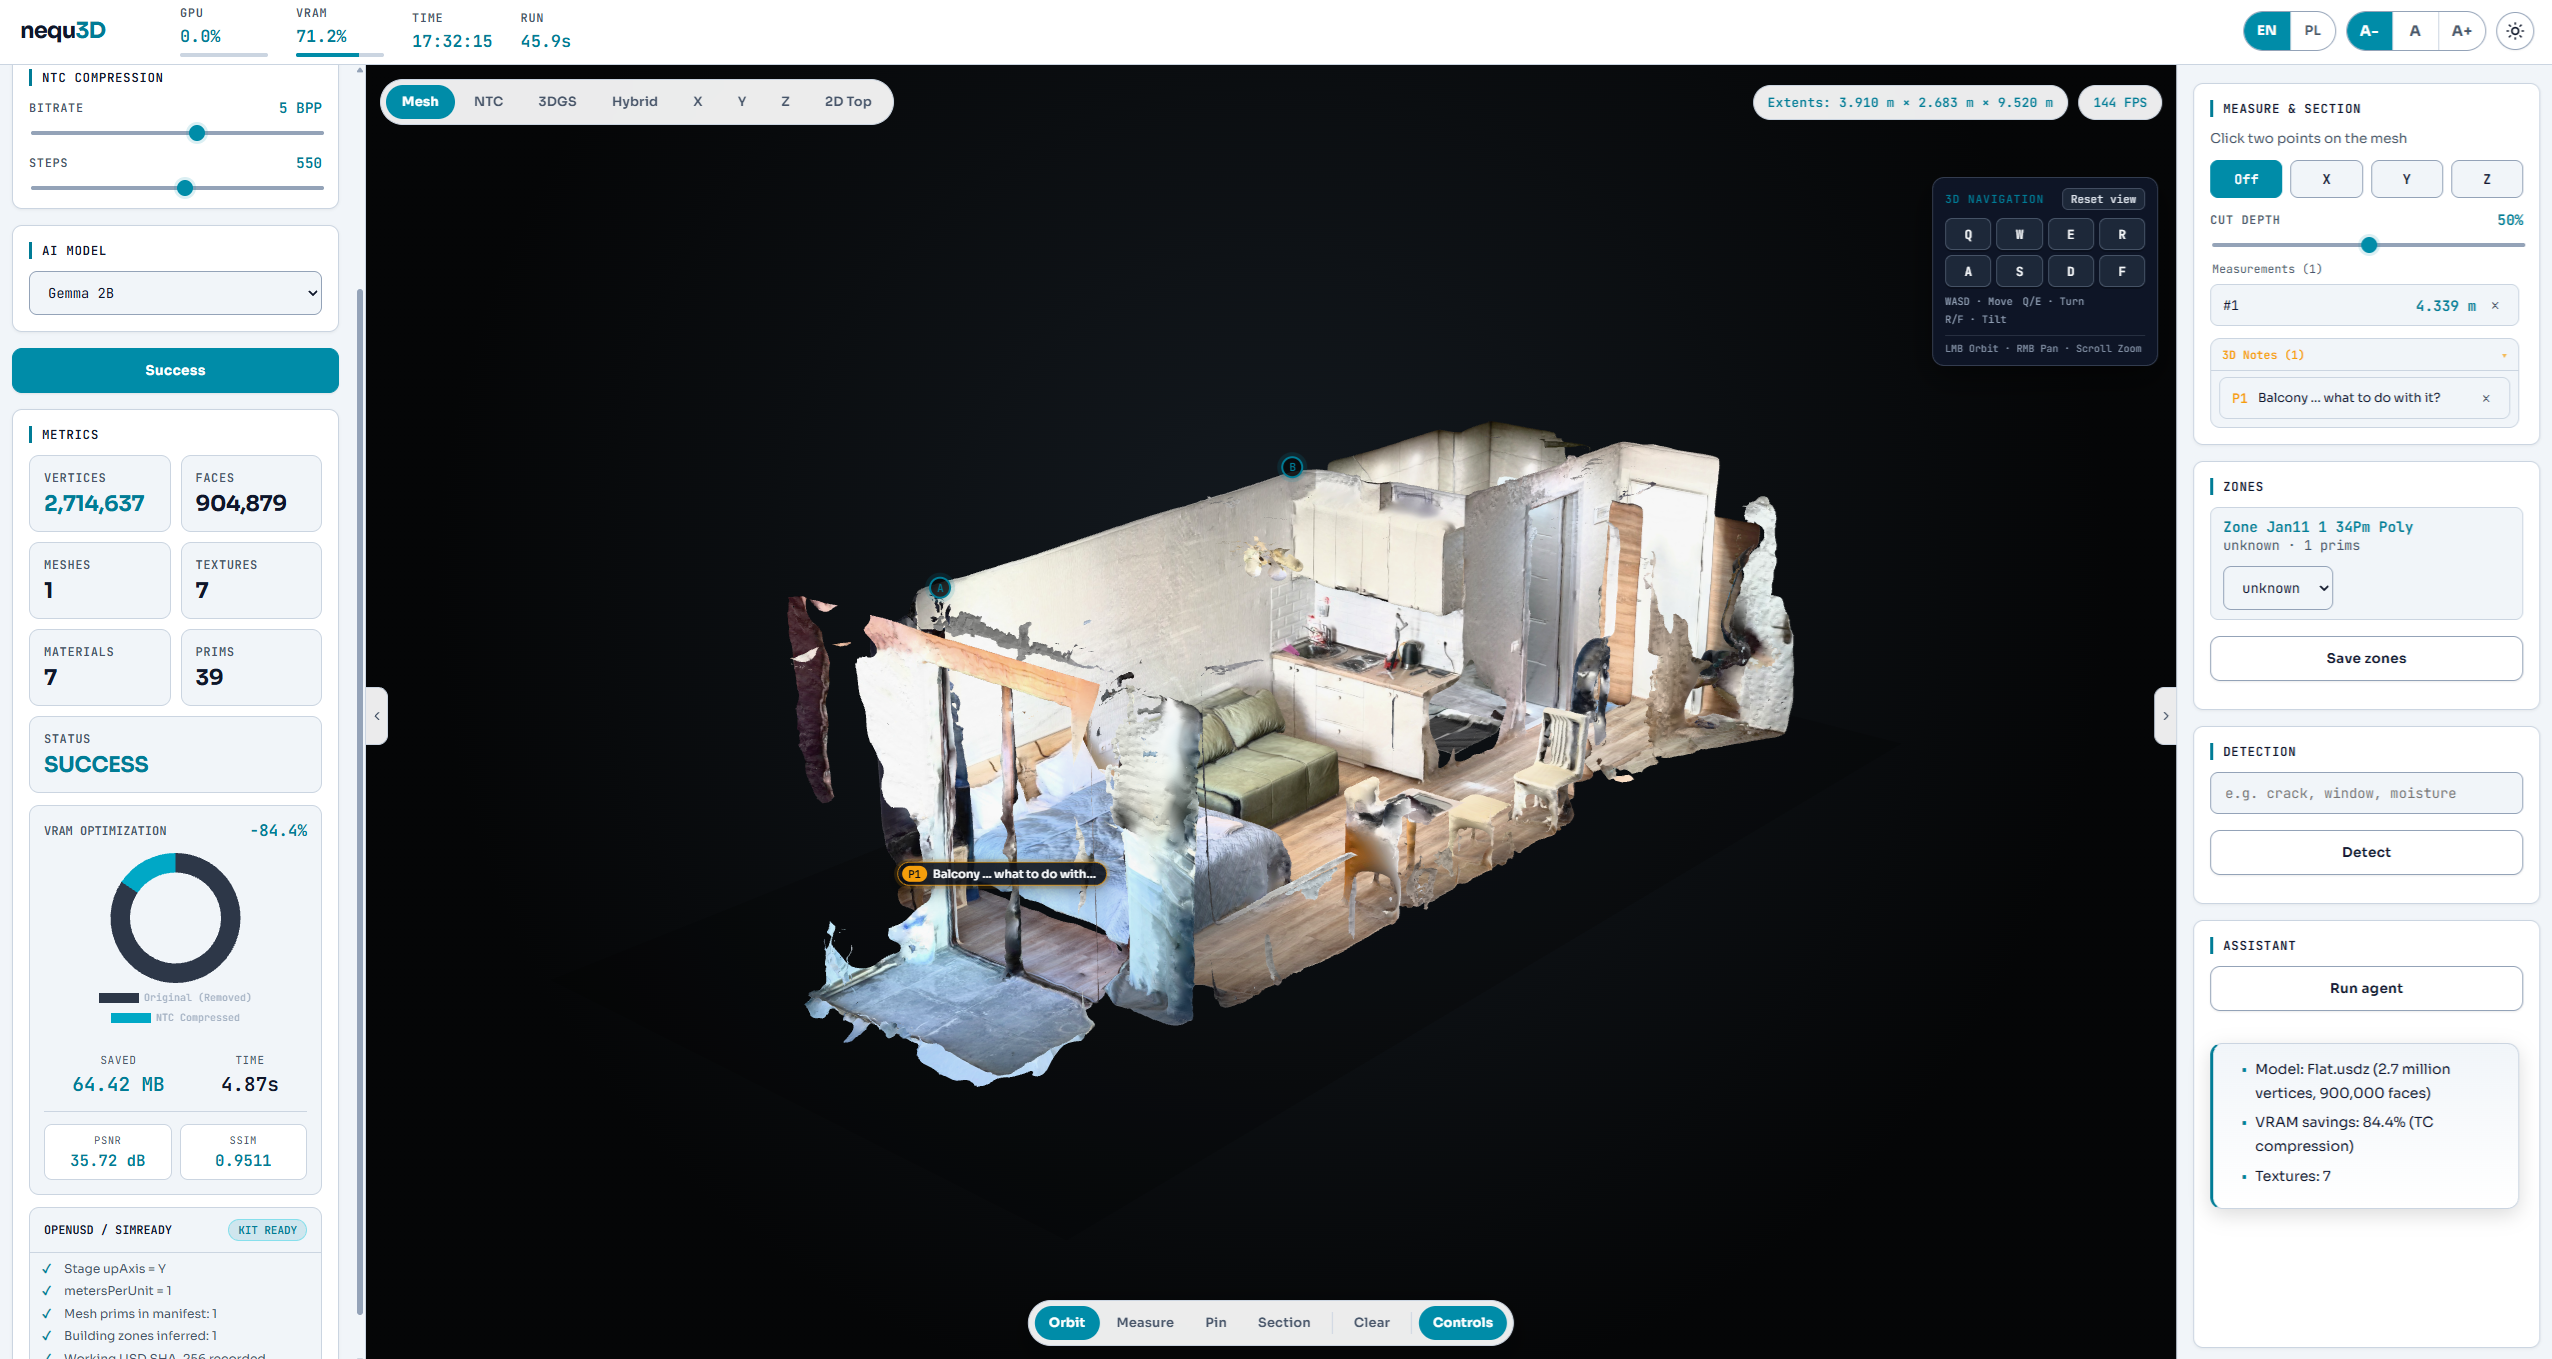 nequ3D
GPU
0.0%
VRAM
71.2%
TIME
17:32:15
RUN
45.9s
EN
PL
A-
A
A+
NTC COMPRESSION
BITRATE
5 BPP
STEPS
550
AI MODEL
Gemma 2B
Success
METRICS
VERTICES
2,714,637
FACES
904,879
MESHES
1
TEXTURES
7
MATERIALS
7
PRIMS
39
STATUS
SUCCESS
VRAM OPTIMIZATION
-84.4%
Original (Removed)
NTC Compressed
SAVED
64.42 MB
TIME
4.87s
PSNR
35.72 dB
SSIM
0.9511
OPENUSD / SIMREADY
KIT READY
✓ Stage upAxis = Y
✓ metersPerUnit = 1
✓ Mesh prims in manifest: 1
✓ Building zones inferred: 1
✓ Working USD SHA-256 recorded
Mesh
NTC
3DGS
Hybrid
X
Y
Z
2D Top
Extents: 3.910 m × 2.683 m × 9.520 m
144 FPS
3D NAVIGATION
Reset view
Q
W
E
R
A
S
D
F
WASD · Move Q/E · Turn
R/F · Tilt
LMB Orbit · RMB Pan · Scroll Zoom
B
A
P1 Balcony ... what to do with...
Orbit
Measure
Pin
Section
Clear
Controls
MEASURE & SECTION
Click two points on the mesh
Off
X
Y
Z
CUT DEPTH
50%
Measurements (1)
#1
4.339 m ×
3D Notes (1)
P1 Balcony ... what to do with it? ×
ZONES
Zone Jan11 1 34Pm Poly
unknown · 1 prims
unknown
Save zones
DETECTION
e.g. crack, window, moisture
Detect
ASSISTANT
Run agent
▪ Model: Flat.usdz (2.7 million
vertices, 900,000 faces)
▪ VRAM savings: 84.4% (TC
compression)
▪ Textures: 7